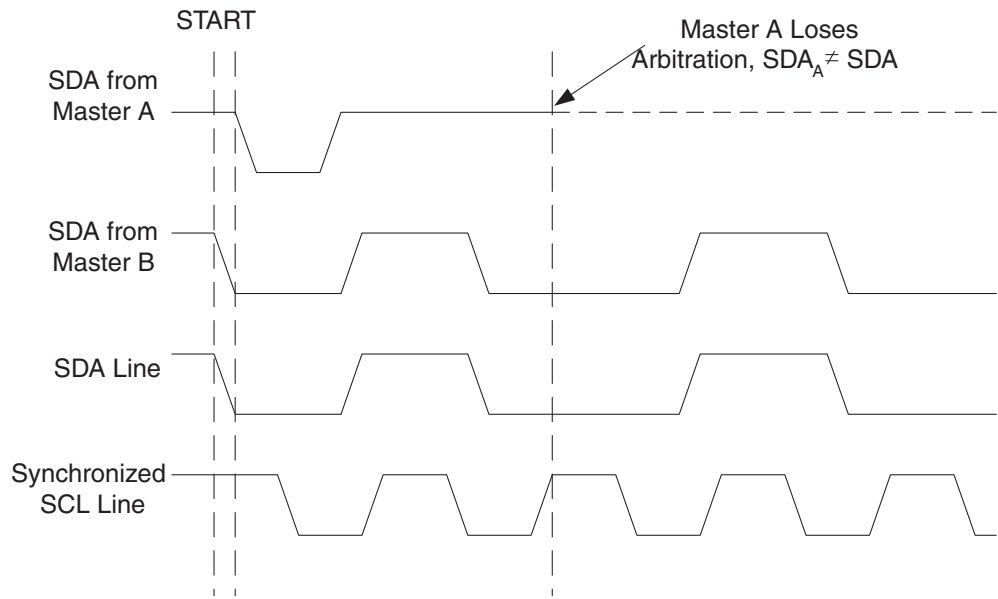 START
Master A Loses
Arbitration, SDA_A ≠ SDA
SDA from
Master A
SDA from
Master B
SDA Line
Synchronized
SCL Line